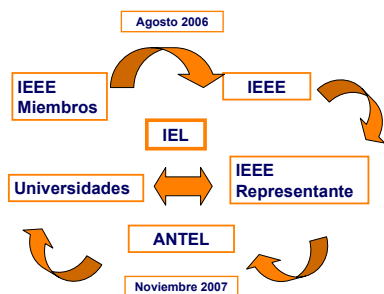 Agosto 2006
IEEE
Miembros
IEEE
IEL
Universidades
IEEE
Representante
ANTEL
Noviembre 2007